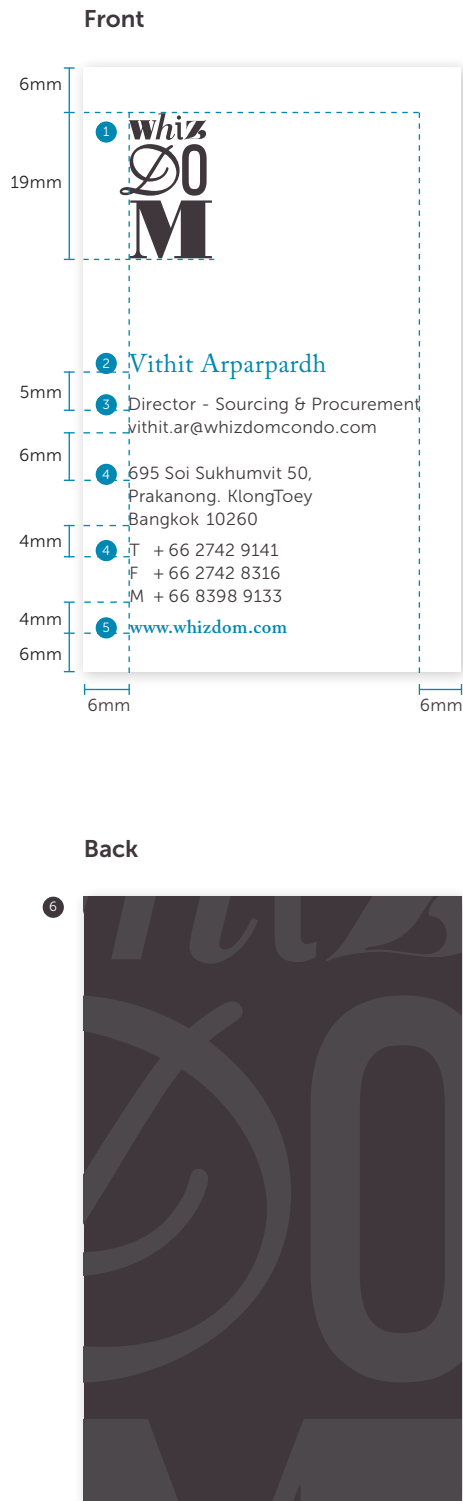 Front
6mm
19mm
1
whiz
DO
M
2 Vithit Arparpardh
5mm
3 Director - Sourcing & Procurement
vithit.ar@whizdomcondo.com
6mm
4 695 Soi Sukhumvit 50,
Prakanong. KlongToey
Bangkok 10260
4mm
4 T + 66 2742 9141
F + 66 2742 8316
M + 66 8398 9133
4mm
5 www.whizdom.com
6mm
6mm 6mm
Back
6
whiz
DO
M